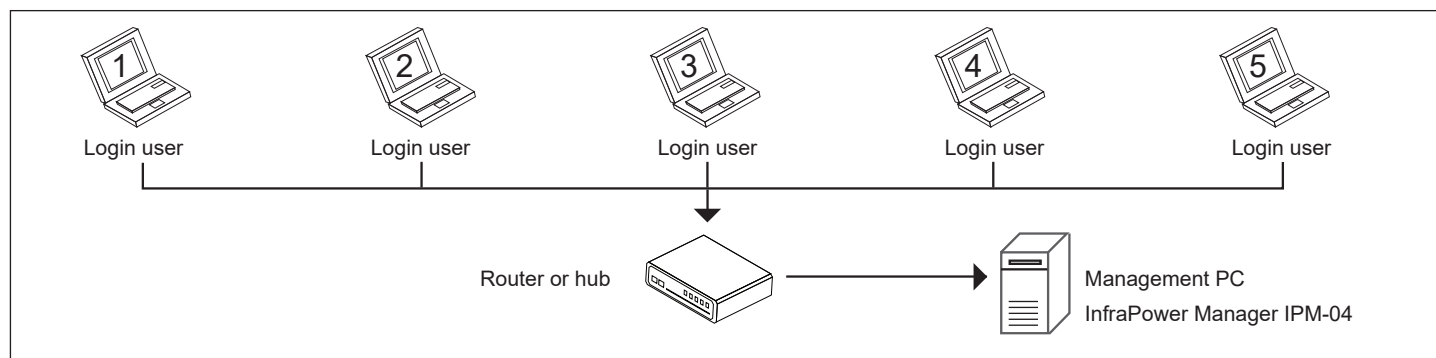 1
2
3
4
5
Login user
Login user
Login user
Login user
Login user
Router or hub
Management PC
InfraPower Manager IPM-04